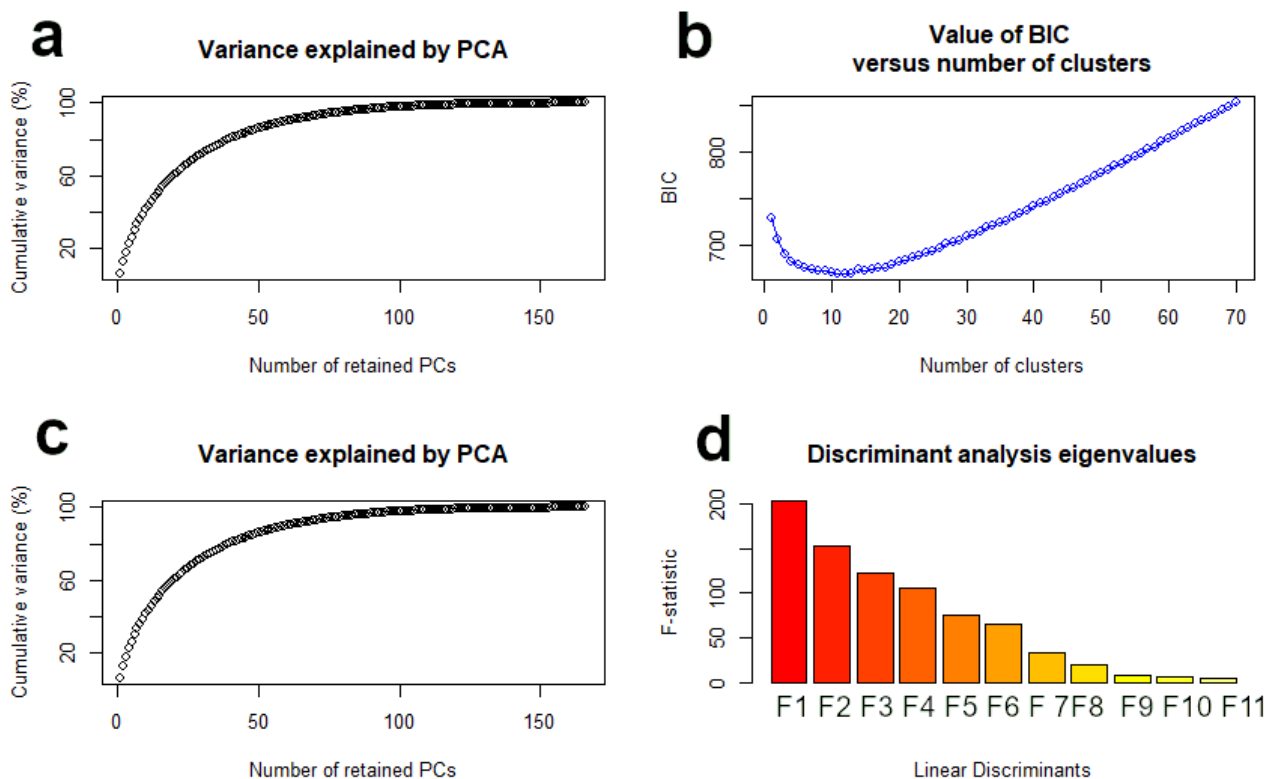 a
Variance explained by PCA
Cumulative variance (%)
100
60
20
0
50
100
150
Number of retained PCs
b
Value of BIC
versus number of clusters
BIC
800
700
0
10
20
30
40
50
60
70
Number of clusters
c
Variance explained by PCA
Cumulative variance (%)
100
60
20
0
50
100
150
Number of retained PCs
d
Discriminant analysis eigenvalues
F-statistic
200
100
50
0
F1 F2 F3 F4 F5 F6 F 7 F8 F9 F10 F11
Linear Discriminants